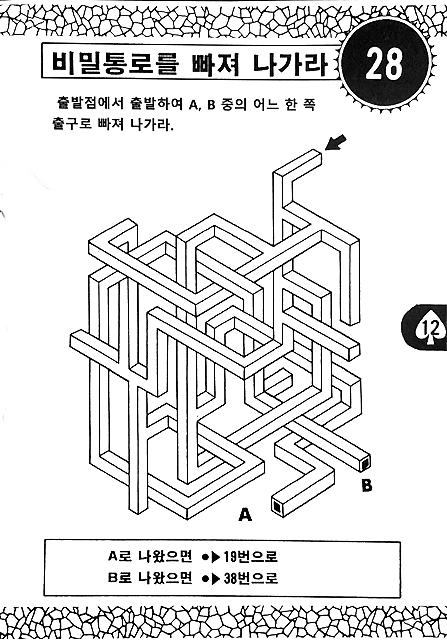 비밀통로를 빠져 나가라
28
출발점에서 출발하여 A, B 중의 어느 한 쪽
출구로 빠져 나가라.
12
B
A
A로 나왔으면 ●▶19번으로
B로 나왔으면 ●▶38번으로